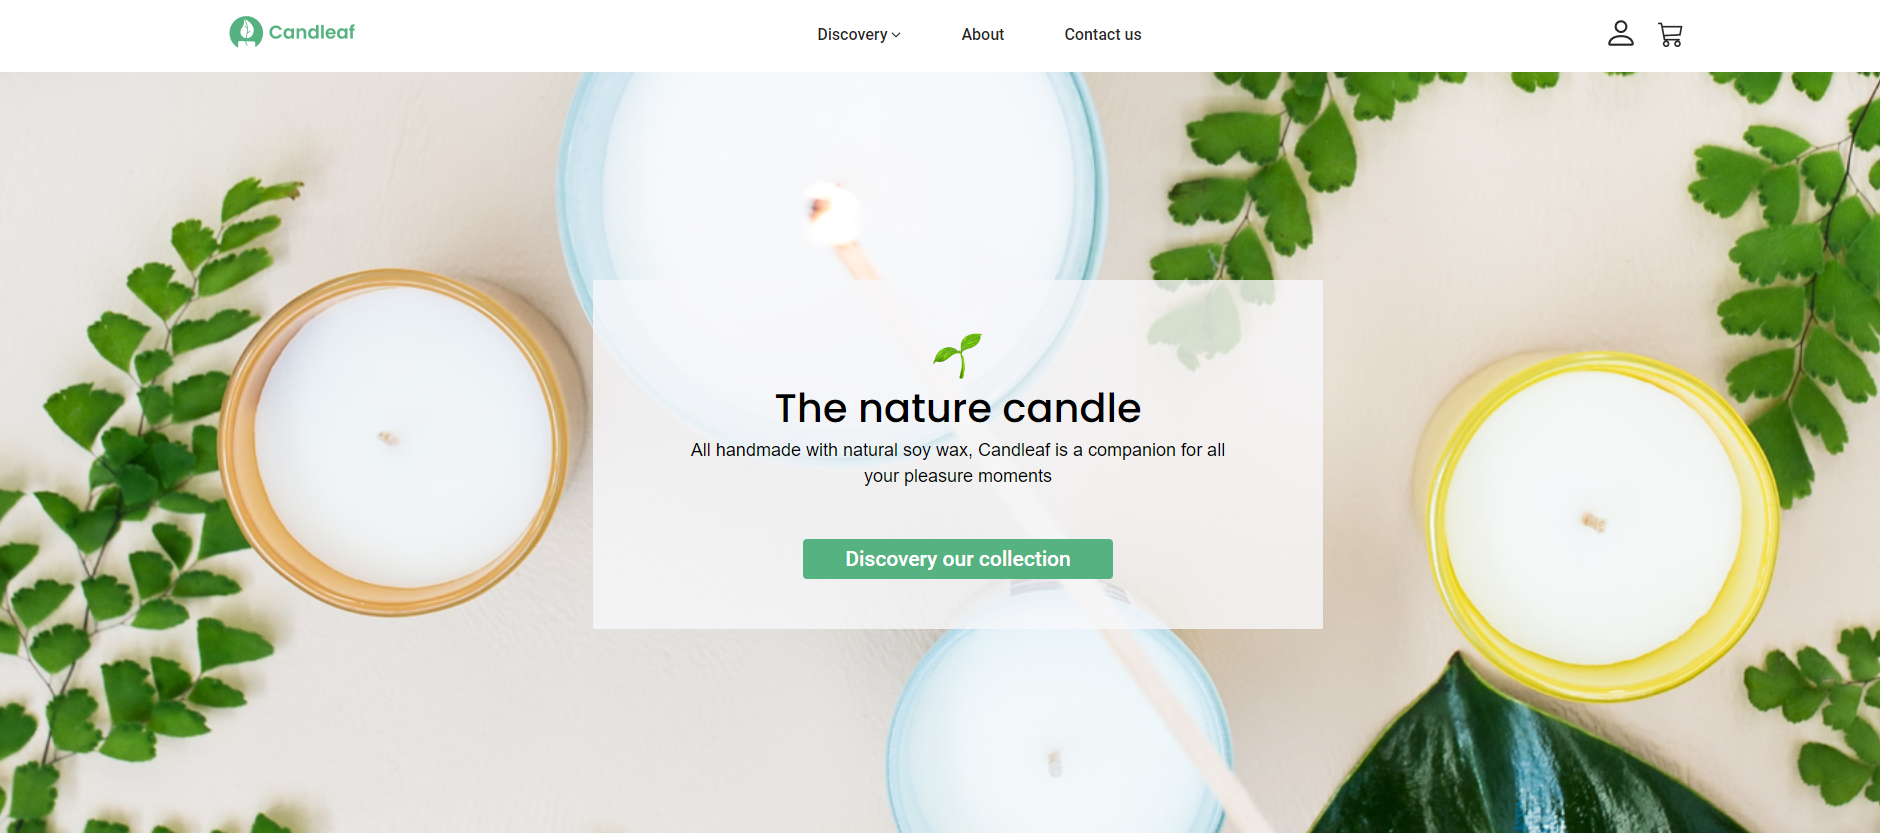 Candleaf
Discovery
About
Contact us
The nature candle
All handmade with natural soy wax, Candleaf is a companion for all
your pleasure moments
Discovery our collection